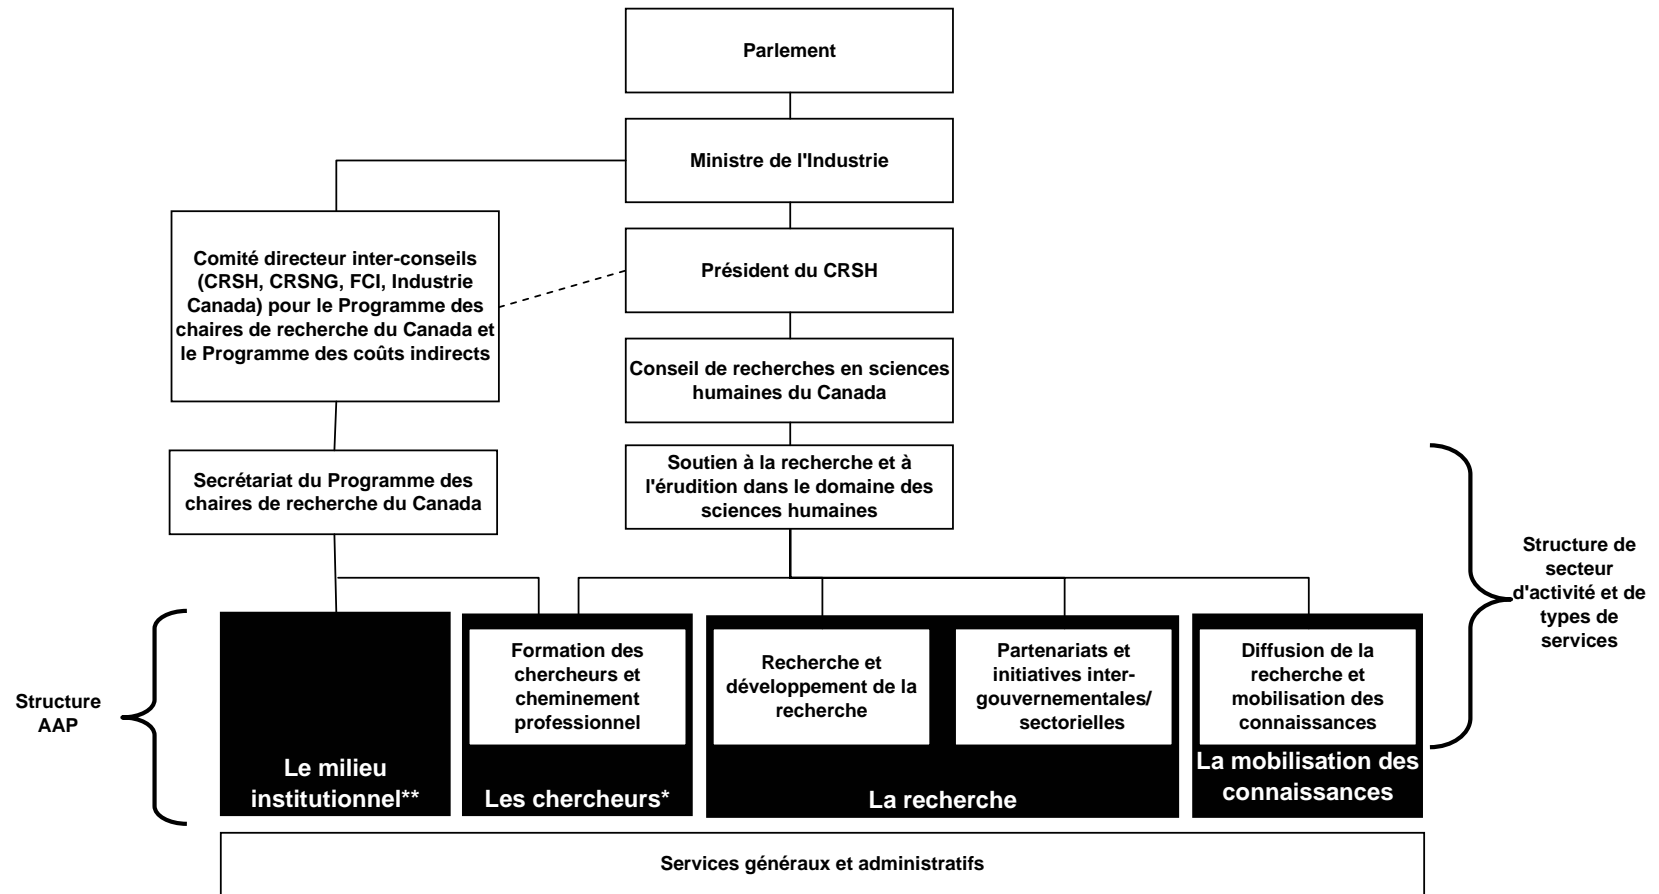 Parlement
Ministre de l'Industrie
Comité directeur inter-conseils
(CRSH, CRSNG, FCI, Industrie
Canada) pour le Programme des
chaires de recherche du Canada et
le Programme des coûts indirects
Président du CRSH
Conseil de recherches en sciences
humaines du Canada
Secrétariat du Programme des
chaires de recherche du Canada
Soutien à la recherche et à
l'érudition dans le domaine des
sciences humaines
Structure de
secteur
d'activité et de
types de
services
Structure
AAP
Formation des
chercheurs et
cheminement
professionnel
Recherche et
développement de la
recherche
Partenariats et
initiatives inter-
gouvernementales/
sectorielles
Diffusion de la
recherche et
mobilisation des
connaissances
Le milieu
institutionnel**
Les chercheurs*
La recherche
La mobilisation des
connaissances
Services généraux et administratifs